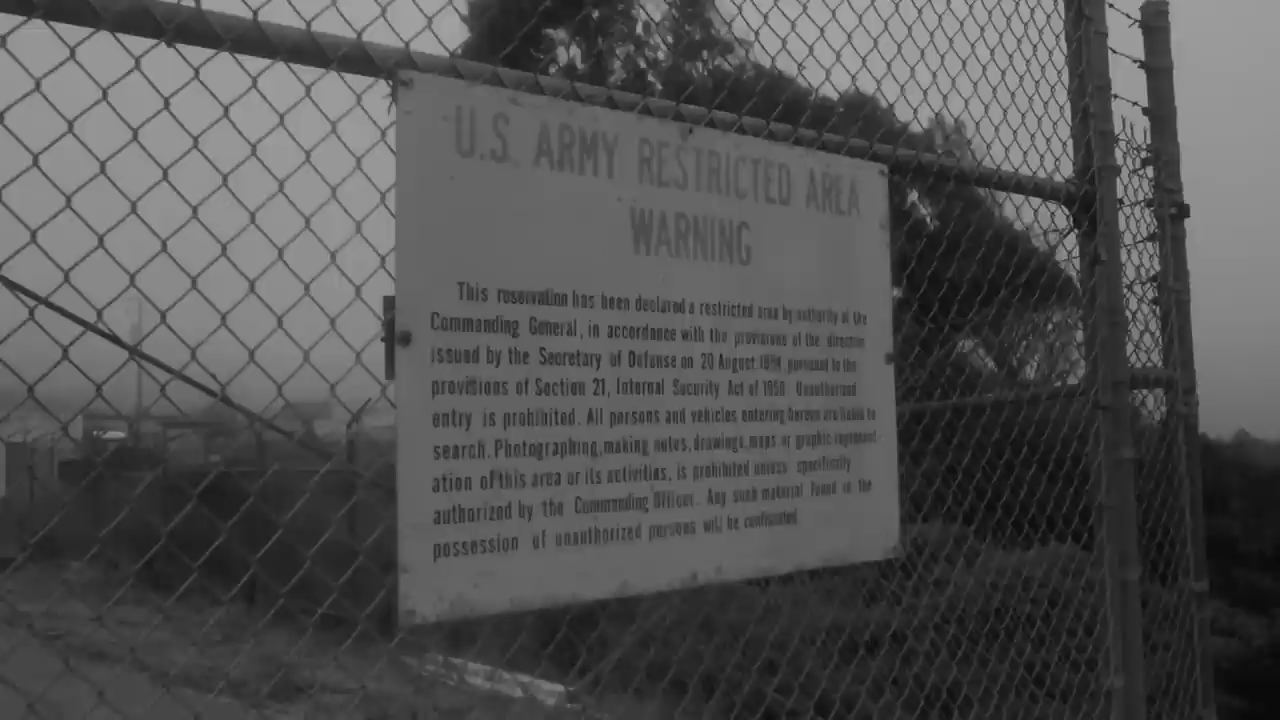 U.S. ARMY RESTRICTED AREA
WARNING
This reservation has been declared a restricted area by authority of the
Commanding General, in accordance with the provisions of the directive
issued by the Secretary of Defense on 20 August pursuant to the
provisions of Section 21, Internal Security Act of 1950. Unauthorized
entry is prohibited. All persons and vehicles entering hereon are liable to
search. Photographing, making notes, drawings, maps or graphic represent-
ation of this area or its activities, is prohibited unless specifically
authorized by the Commanding Officer. Any such material found in the
possession of unauthorized persons will be confiscated